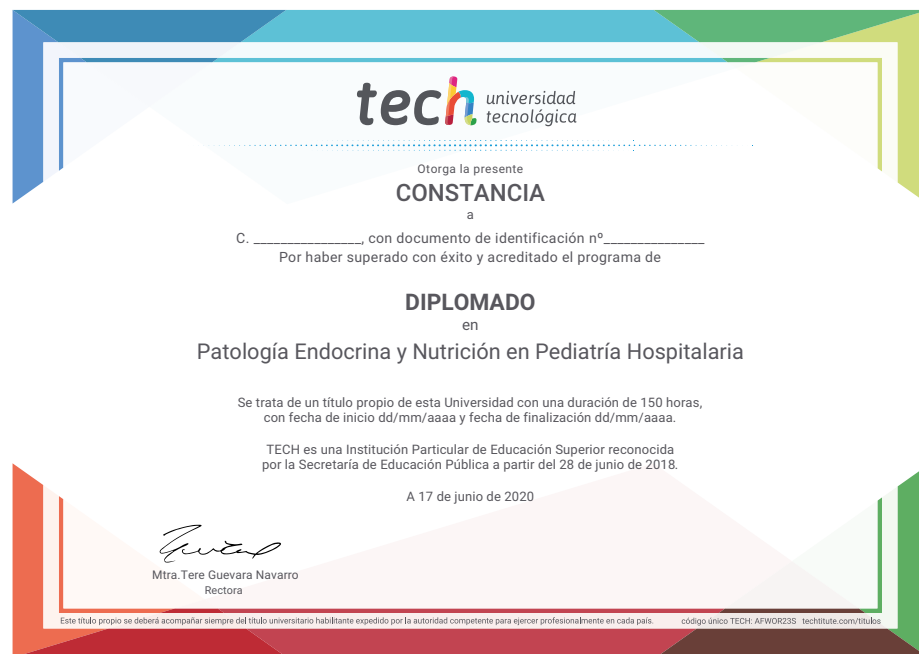 tech universidad
tecnológica
Otorga la presente
CONSTANCIA
a
C. ________________, con documento de identificación nº_______________
Por haber superado con éxito y acreditado el programa de
DIPLOMADO
en
Patología Endocrina y Nutrición en Pediatría Hospitalaria
Se trata de un título propio de esta Universidad con una duración de 150 horas,
con fecha de inicio dd/mm/aaaa y fecha de finalización dd/mm/aaaa.
TECH es una Institución Particular de Educación Superior reconocida
por la Secretaría de Educación Pública a partir del 28 de junio de 2018.
A 17 de junio de 2020
Mtra.Tere Guevara Navarro
Rectora
Este título propio se deberá acompañar siempre del título universitario habilitante expedido por la autoridad competente para ejercer profesionalmente en cada país. código único TECH: AFWOR23S techtitute.com/titulos